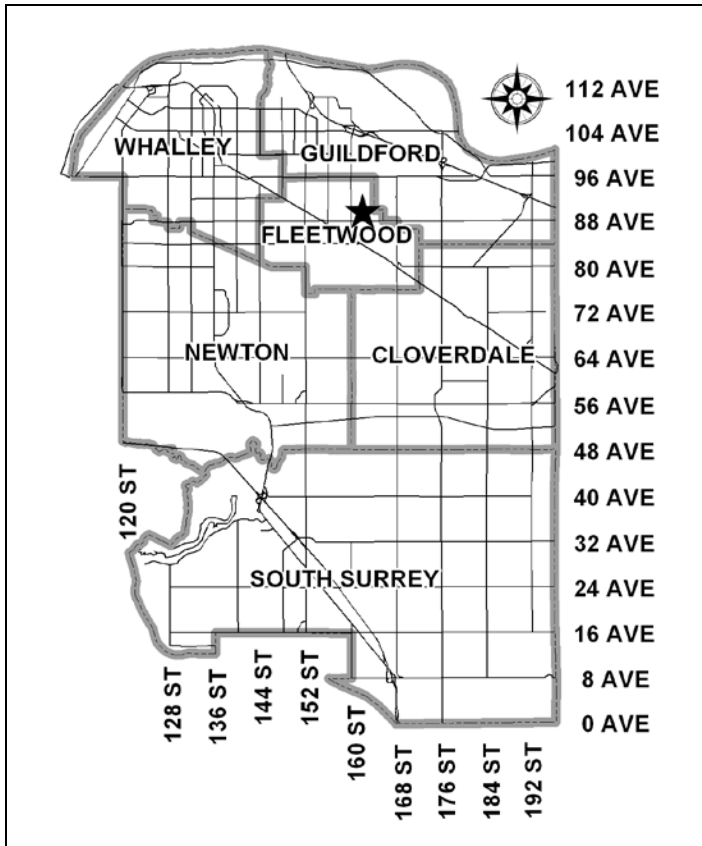 112 AVE
104 AVE
WHALLEY
GUILDFORD
96 AVE
88 AVE
FLEETWOOD
80 AVE
72 AVE
NEWTON
CLOVERDALE
64 AVE
56 AVE
48 AVE
120 ST
40 AVE
32 AVE
SOUTH SURREY
24 AVE
16 AVE
8 AVE
0 AVE
128 ST
136 ST
144 ST
152 ST
160 ST
168 ST
176 ST
184 ST
192 ST